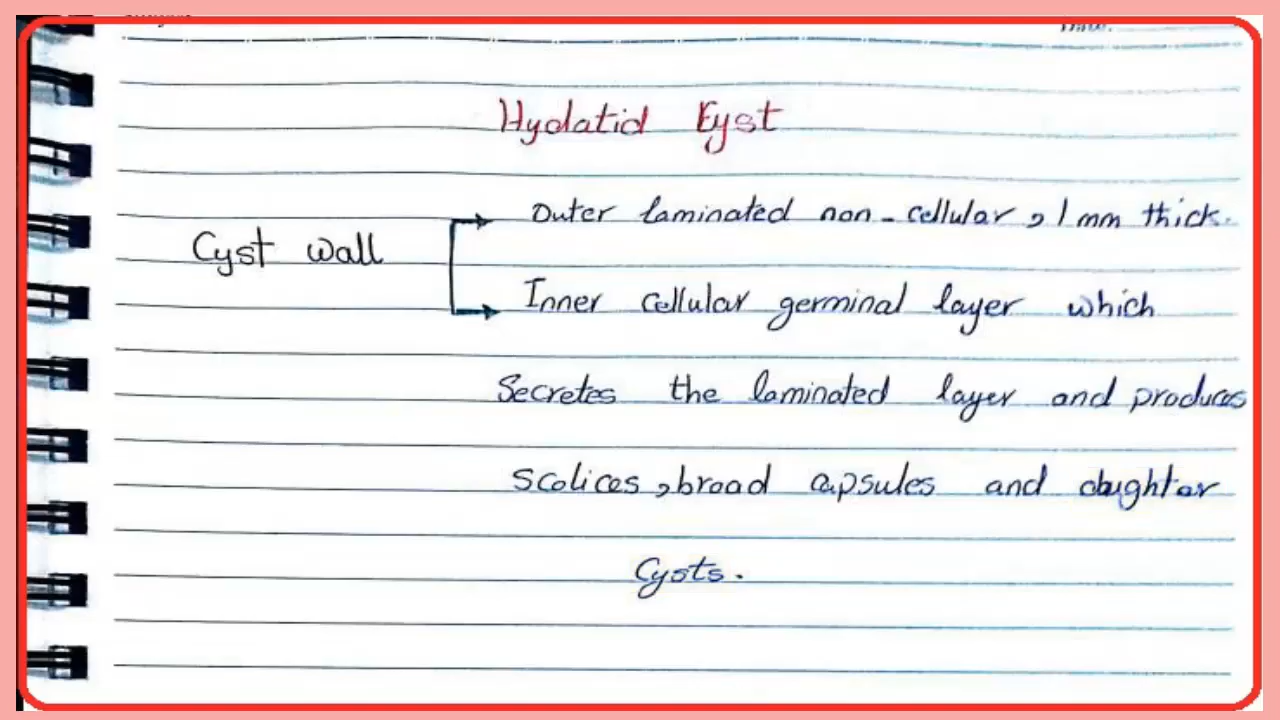 Hydatid Cyst
Outer laminated non-cellular, 1 mm thick.
Cyst wall
Inner cellular germinal layer which
Secretes the laminated layer and produces
Scolices, broad capsules and daughter
Cysts.